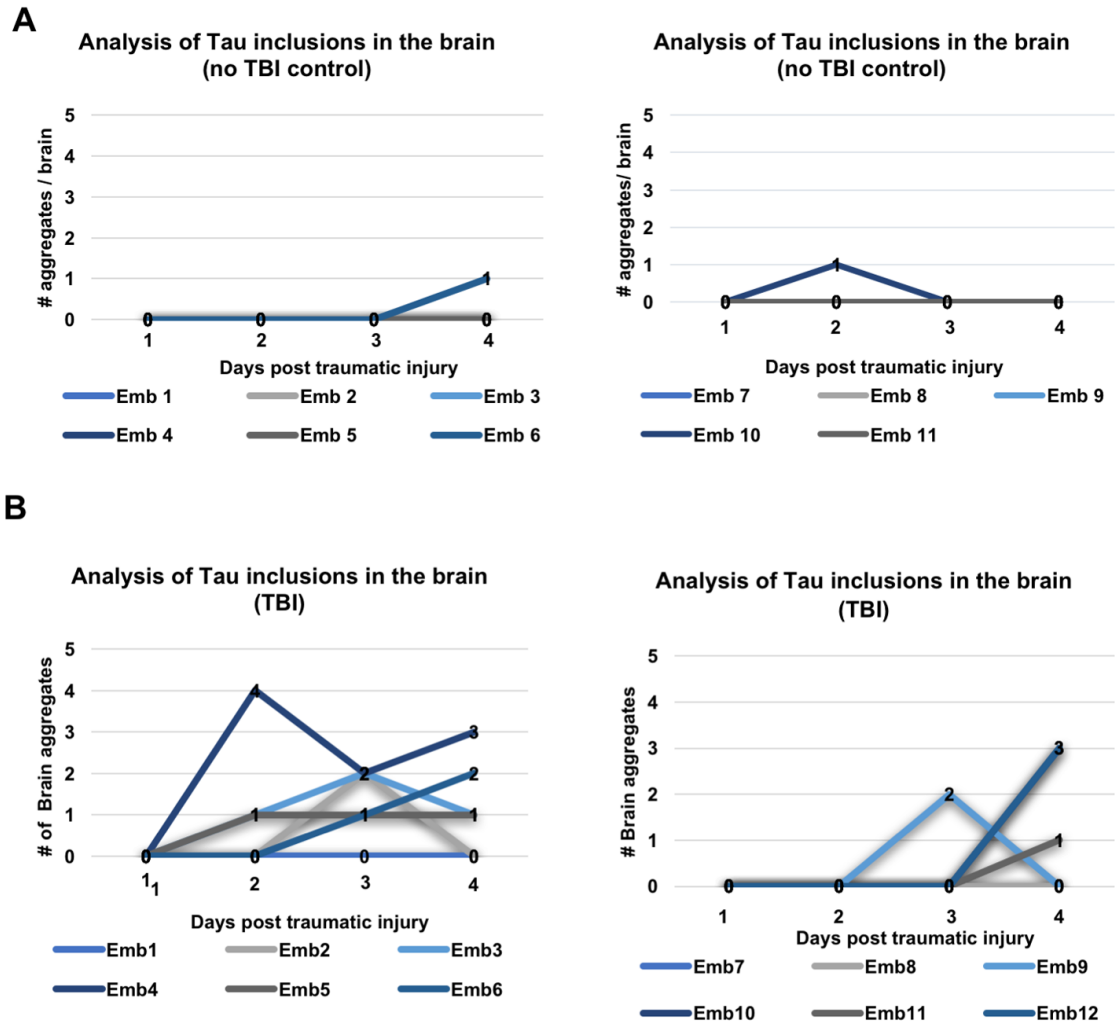 A
Analysis of Tau inclusions in the brain
(no TBI control)
# aggregates / brain
5
4
3
2
1
0
1
0 0 0 0
1 2 3 4
Days post traumatic injury
Emb 1 Emb 2 Emb 3
Emb 4 Emb 5 Emb 6
Analysis of Tau inclusions in the brain
(no TBI control)
# aggregates/ brain
5
4
3
2
1
0
1
0 0 0 0
1 2 3 4
Days post traumatic injury
Emb 7 Emb 8 Emb 9
Emb 10 Emb 11
B
Analysis of Tau inclusions in the brain
(TBI)
# of Brain aggregates
5
4
3
2
1
0
4
3
2 2
1 1 1
0 0 0 0
1 1 2 3 4
Days post traumatic injury
Emb1 Emb2 Emb3
Emb4 Emb5 Emb6
Analysis of Tau inclusions in the brain
(TBI)
# Brain aggregates
5
4
3
2
1
0
3
2
1
0 0 0 0
1 2 3 4
Days post traumatic injury
Emb7 Emb8 Emb9
Emb10 Emb11 Emb12